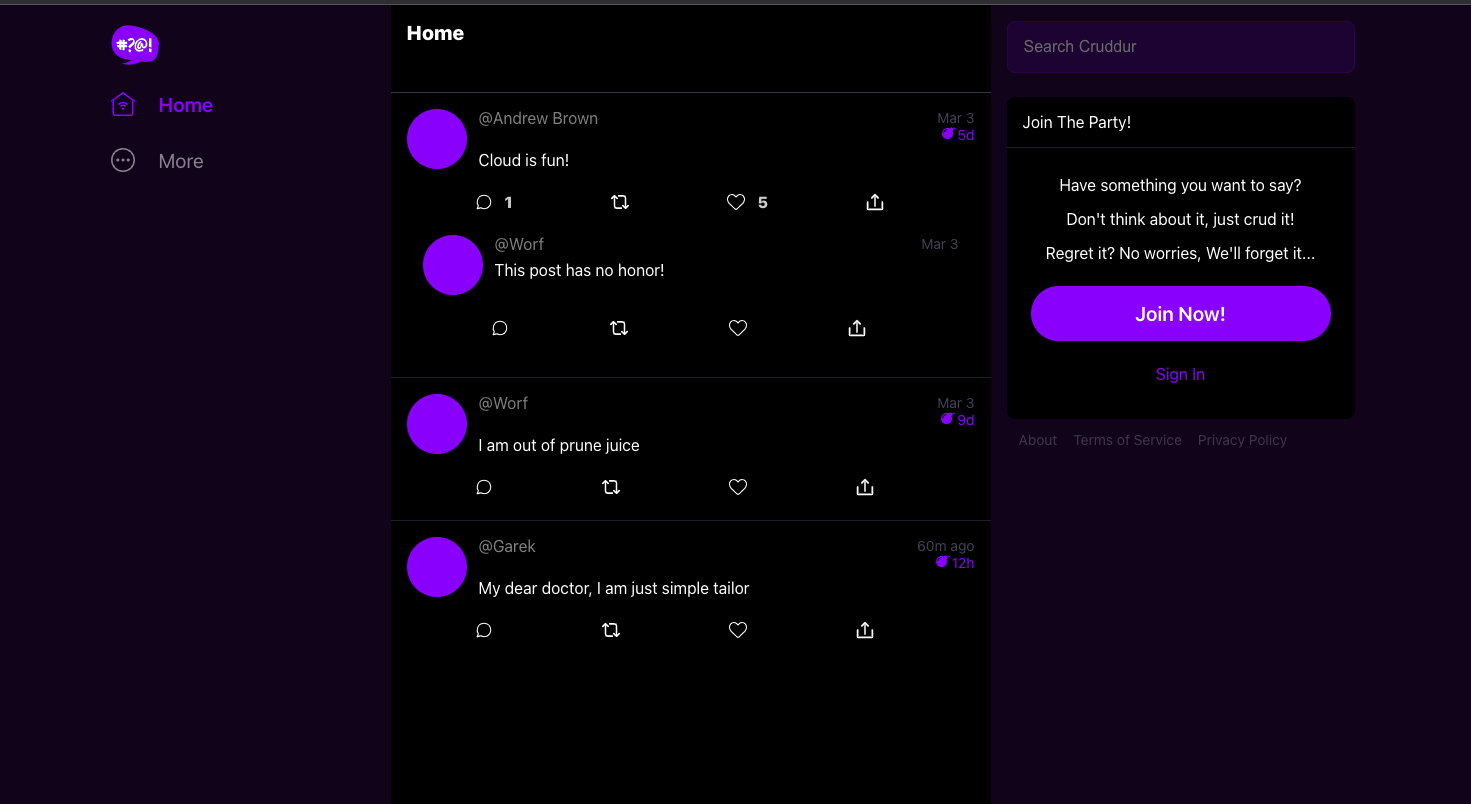 #?@!
Home
More
Home
@Andrew Brown
Mar 3
5d
Cloud is fun!
1
5
@Worf
Mar 3
This post has no honor!
@Worf
Mar 3
9d
I am out of prune juice
@Garek
60m ago
12h
My dear doctor, I am just simple tailor
Search Cruddur
Join The Party!
Have something you want to say?
Don't think about it, just crud it!
Regret it? No worries, We'll forget it...
Join Now!
Sign In
About Terms of Service Privacy Policy